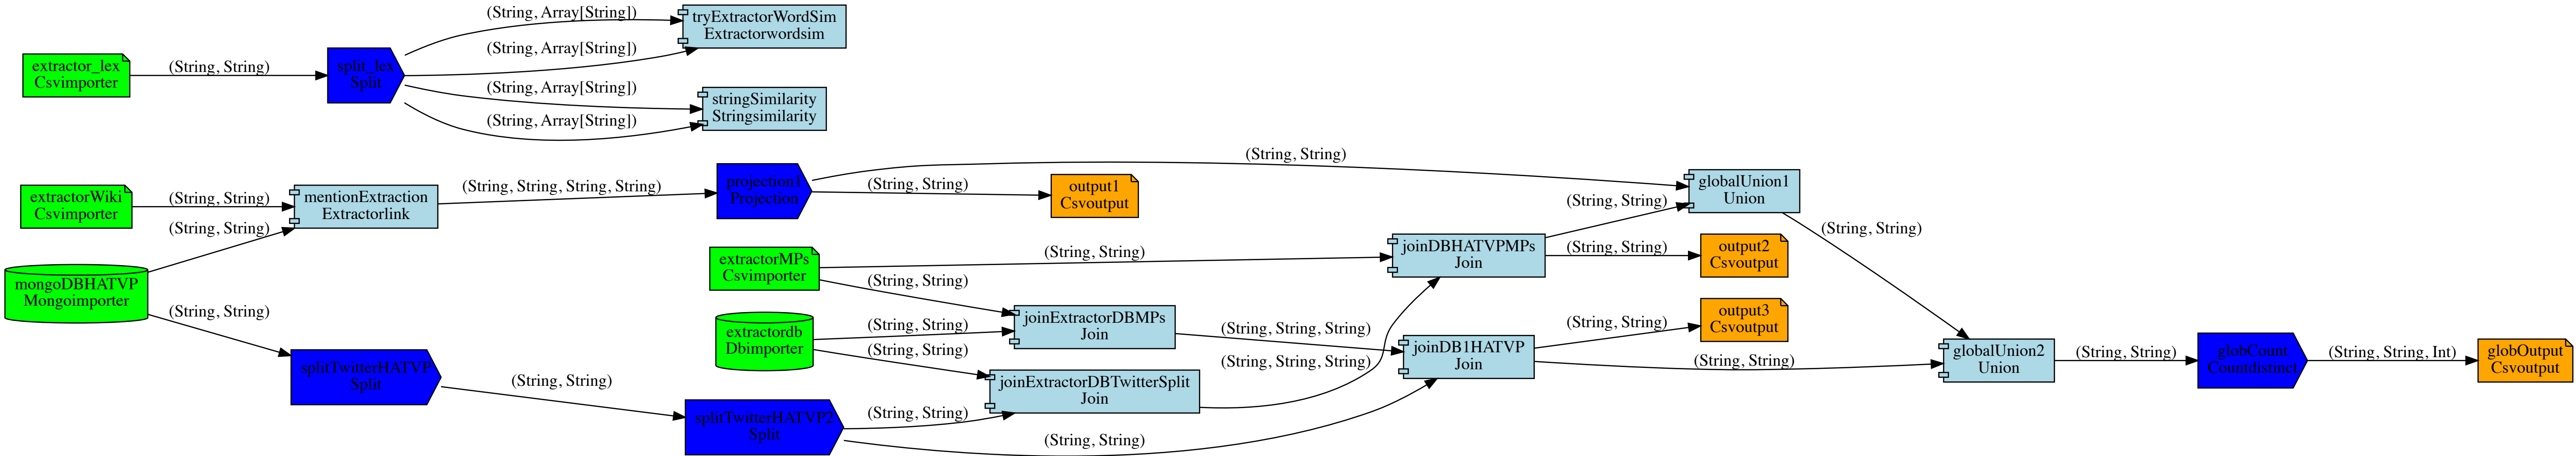 extractor_lex
Csvimporter
(String, String)
split_lex
Split
(String, Array[String])
(String, Array[String])
(String, Array[String])
(String, Array[String])
tryExtractorWordSim
Extractorwordsim
stringSimilarity
Stringsimilarity
extractorWiki
Csvimporter
(String, String)
(String, String)
mentionExtraction
Extractorlink
(String, String, String, String)
projection1
Projection
(String, String)
(String, String)
output1
Csvoutput
mongoDBHATVP
Mongoimporter
(String, String)
splitTwitterHATVP
Split
(String, String)
splitTwitterHATVP2
Split
extractorMPs
Csvimporter
(String, String)
(String, String)
extractordb
Dbimporter
(String, String)
(String, String)
(String, String)
(String, String)
joinExtractorDBMPs
Join
joinExtractorDBTwitterSplit
Join
(String, String, String)
(String, String, String)
joinDBHATVPMPs
Join
joinDB1HATVP
Join
(String, String)
(String, String)
(String, String)
(String, String)
globalUnion1
Union
output2
Csvoutput
output3
Csvoutput
(String, String)
globalUnion2
Union
(String, String)
globCount
Countdistinct
(String, String, Int)
globOutput
Csvoutput